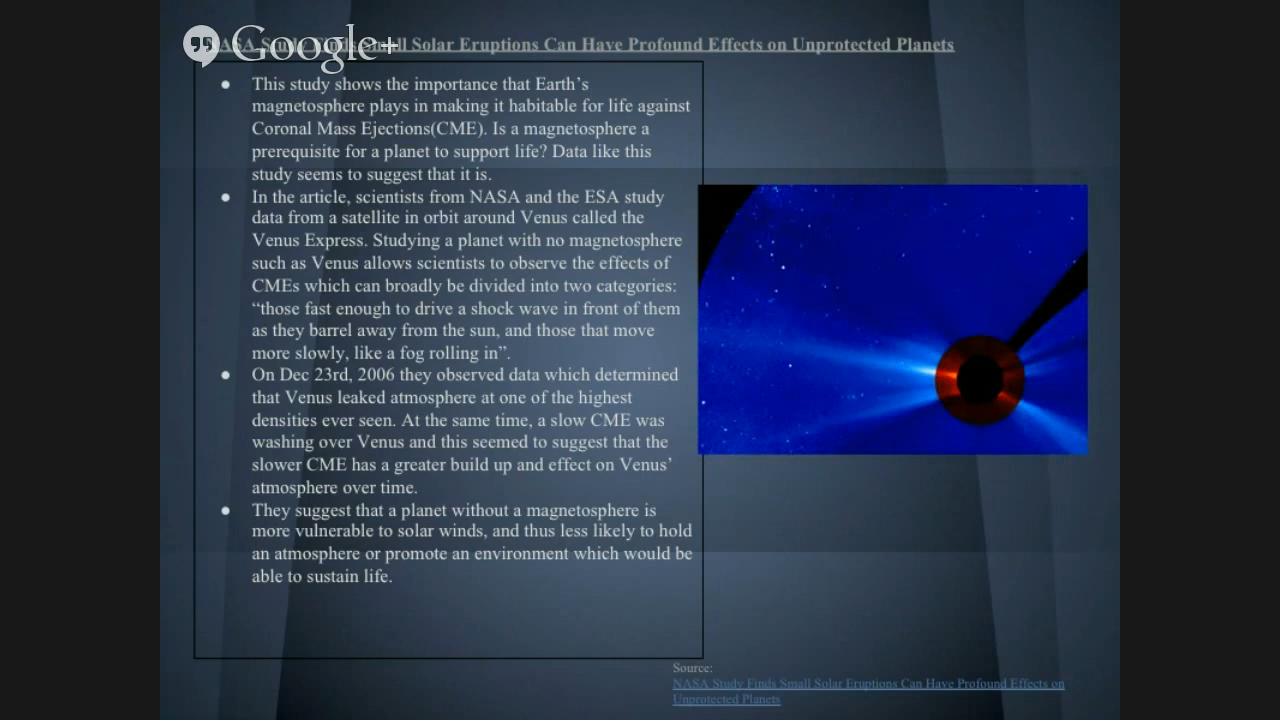 Google+
NASA Study Finds Small Solar Eruptions Can Have Profound Effects on Unprotected Planets
● This study shows the importance that Earth's
magnetosphere plays in making it habitable for life against
Coronal Mass Ejections(CME). Is a magnetosphere a
prerequisite for a planet to support life? Data like this
study seems to suggest that it is.
● In the article, scientists from NASA and the ESA study
data from a satellite in orbit around Venus called the
Venus Express. Studying a planet with no magnetosphere
such as Venus allows scientists to observe the effects of
CMEs which can broadly be divided into two categories:
“those fast enough to drive a shock wave in front of them
as they barrel away from the sun, and those that move
more slowly, like a fog rolling in”.
● On Dec 23rd, 2006 they observed data which determined
that Venus leaked atmosphere at one of the highest
densities ever seen. At the same time, a slow CME was
washing over Venus and this seemed to suggest that the
slower CME has a greater build up and effect on Venus’
atmosphere over time.
● They suggest that a planet without a magnetosphere is
more vulnerable to solar winds, and thus less likely to hold
an atmosphere or promote an environment which would be
able to sustain life.
Source:
NASA Study Finds Small Solar Eruptions Can Have Profound Effects on
Unprotected Planets